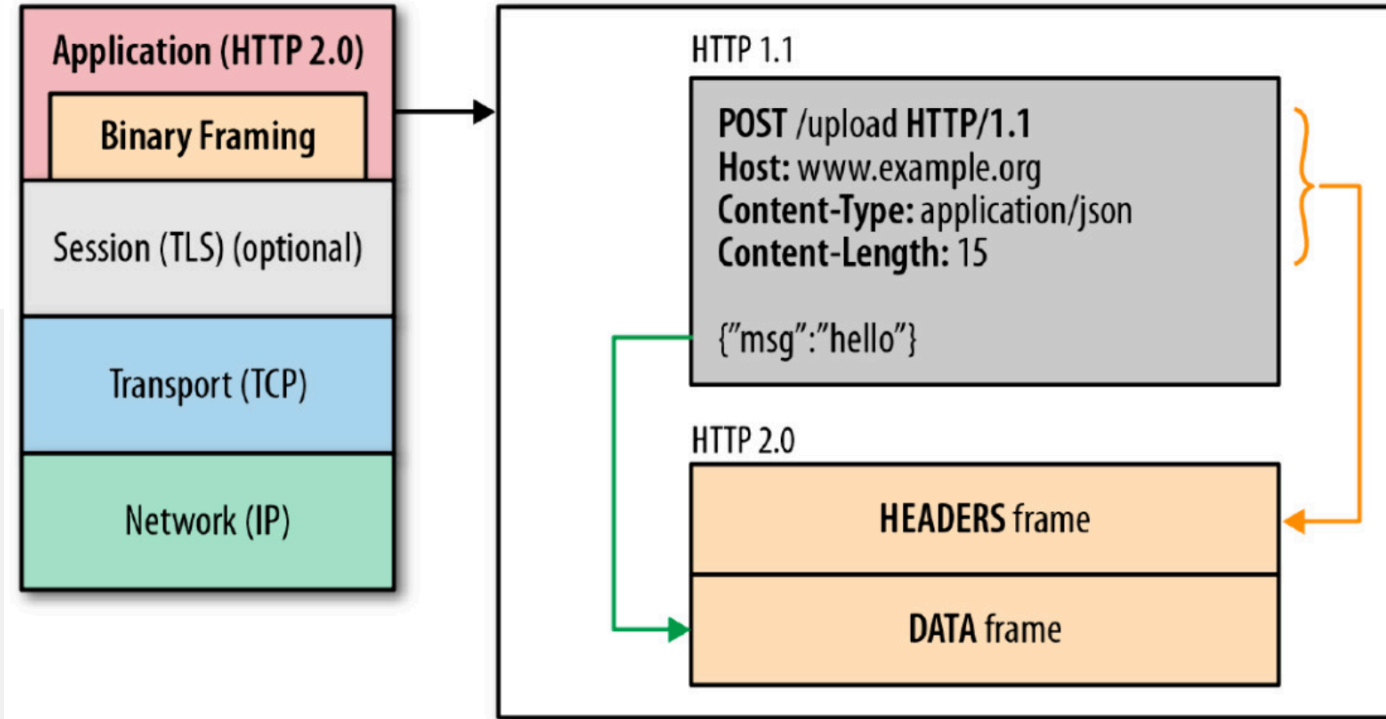 Application (HTTP 2.0)
Binary Framing
Session (TLS) (optional)
Transport (TCP)
Network (IP)
HTTP 1.1
POST /upload HTTP/1.1
Host: www.example.org
Content-Type: application/json
Content-Length: 15
{”msg”:”hello”}
HTTP 2.0
HEADERS frame
DATA frame